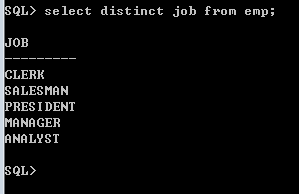 SQL> select distinct job from emp;
JOB
---------
CLERK
SALESMAN
PRESIDENT
MANAGER
ANALYST
SQL>